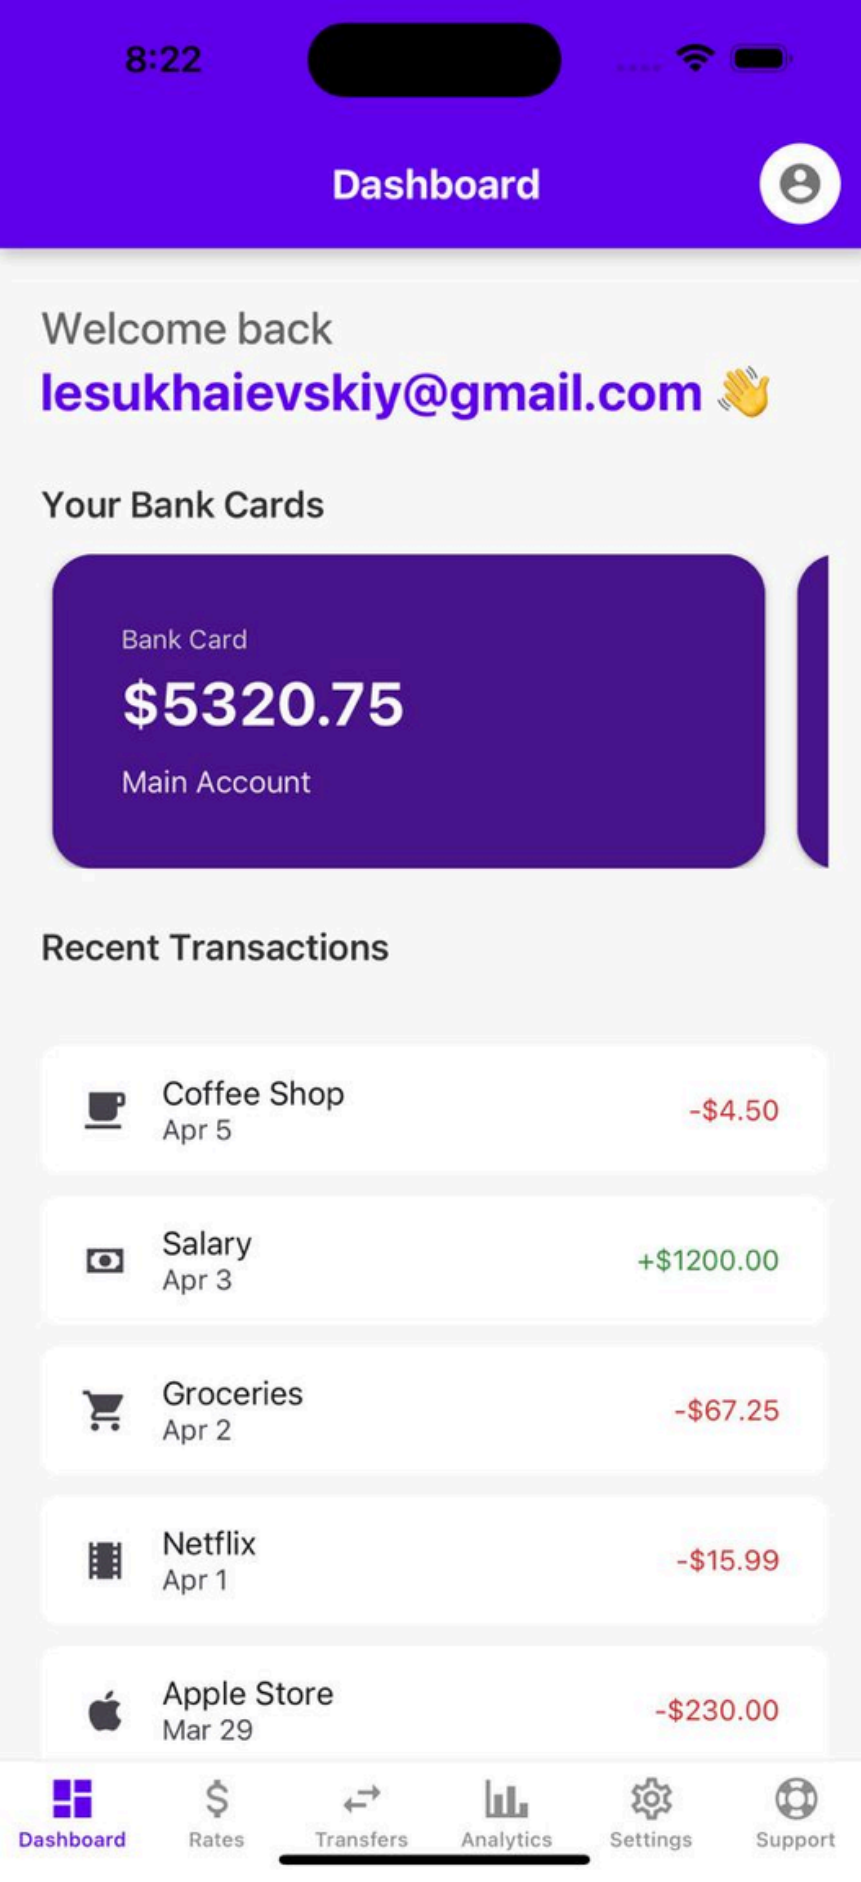 8:22
Dashboard
Welcome back
lesukhaievskiy@gmail.com 👋
Your Bank Cards
Bank Card
$5320.75
Main Account
Recent Transactions
Coffee Shop
Apr 5
-$4.50
Salary
Apr 3
+$1200.00
Groceries
Apr 2
-$67.25
Netflix
Apr 1
-$15.99
Apple Store
Mar 29
-$230.00
Dashboard Rates Transfers Analytics Settings Support